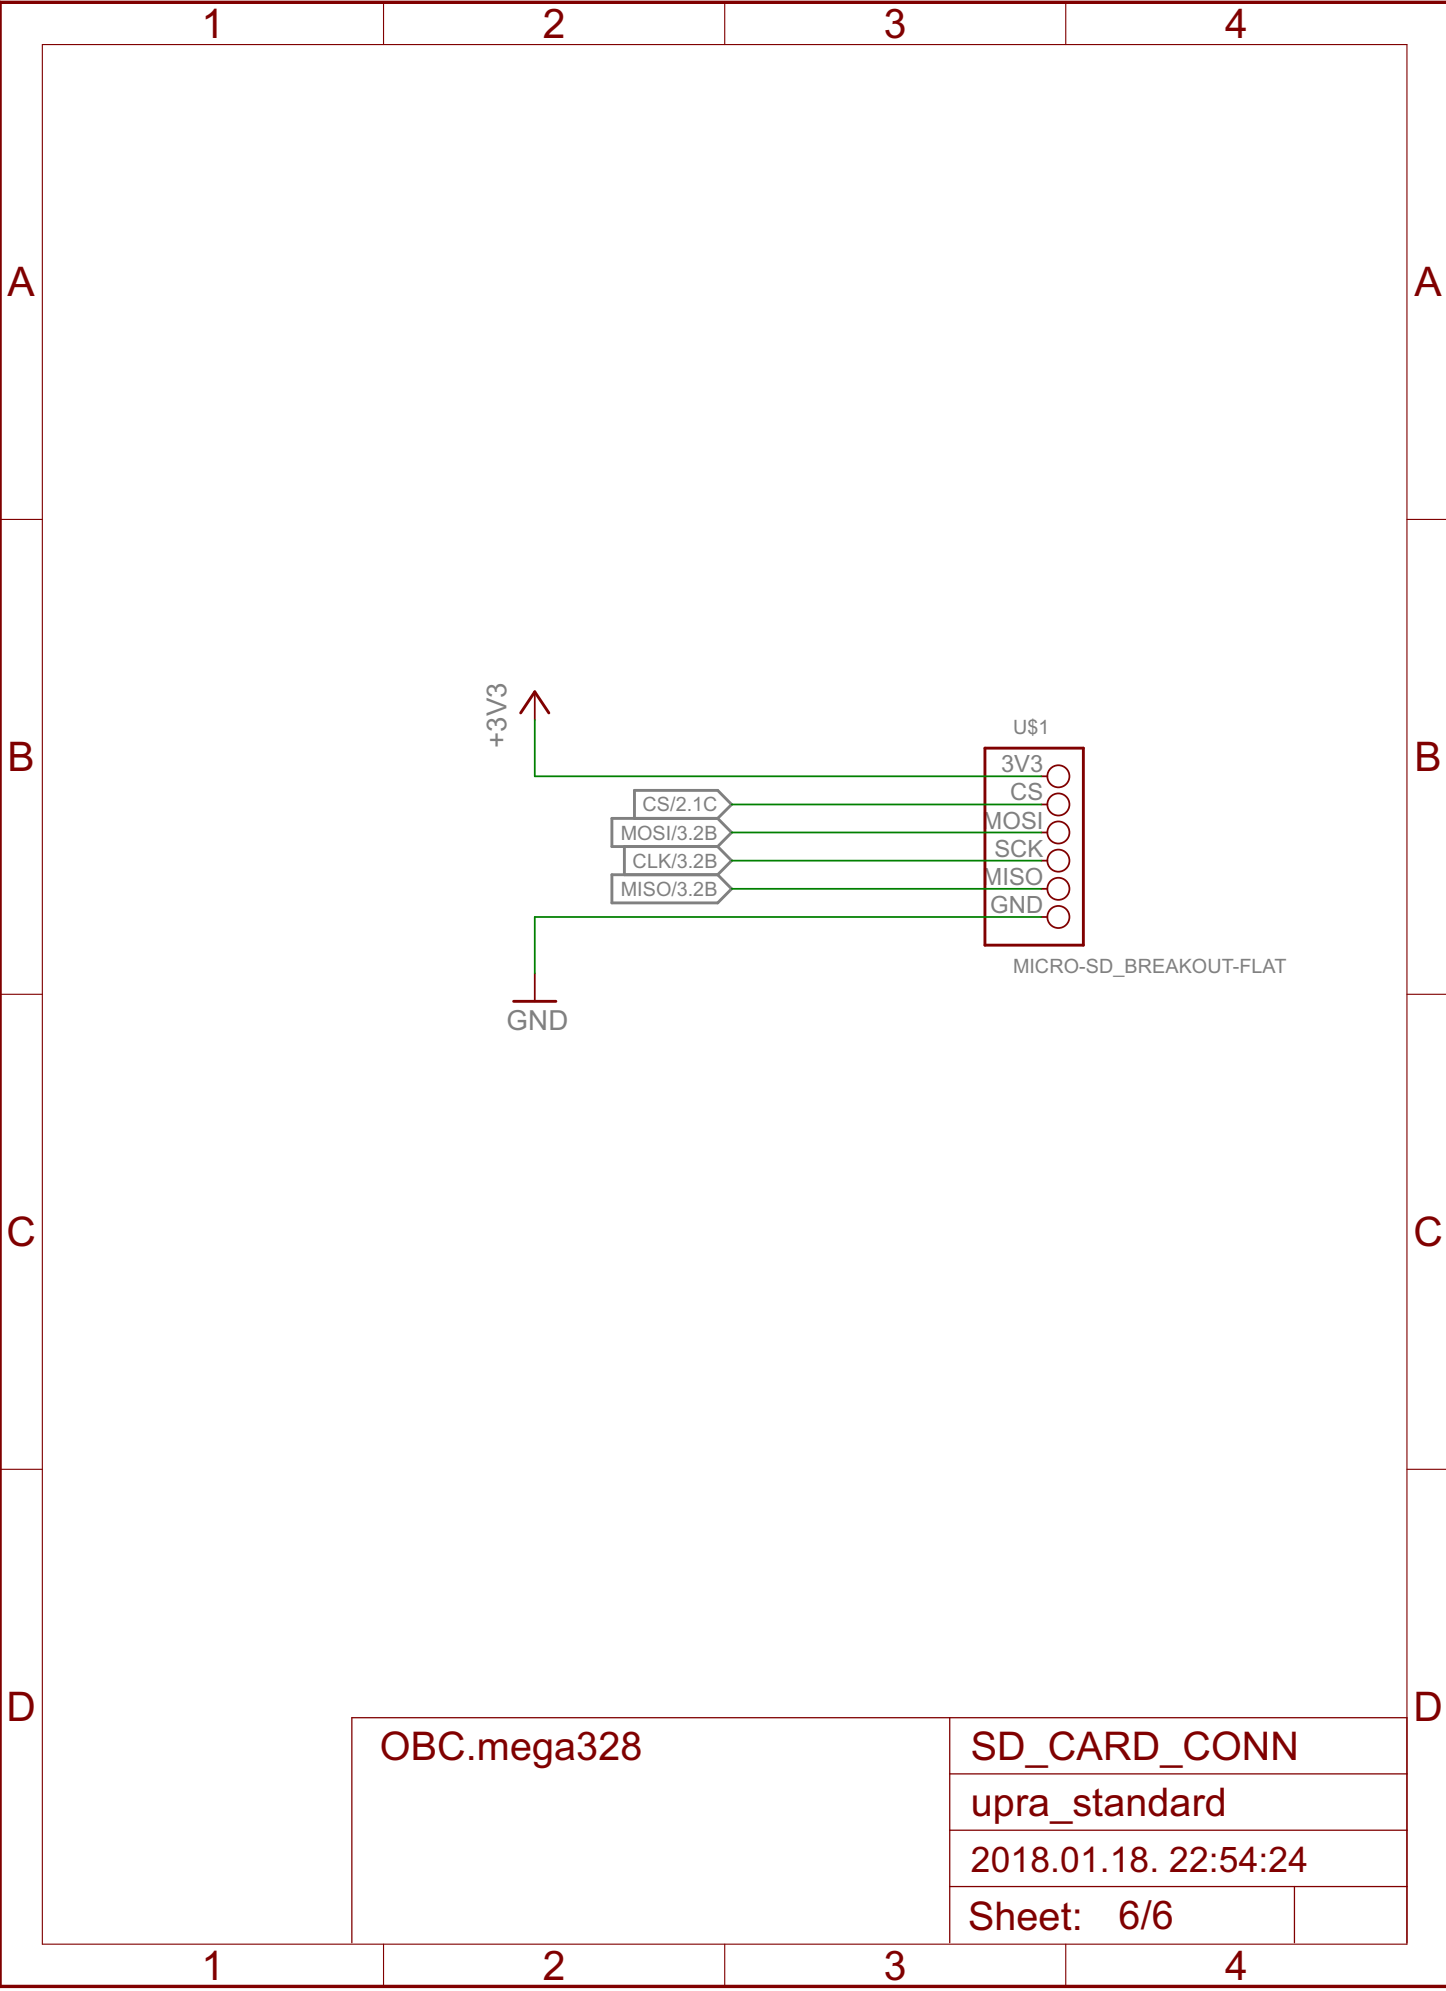 1 2 3 4
A A
+3V3
U$1
B B
3V3
CS/2.1C CS
MOSI/3.2B MOSI
CLK/3.2B SCK
MISO/3.2B MISO
GND
MICRO-SD_BREAKOUT-FLAT
GND
C C
D D
OBC.mega328 SD_CARD_CONN
upra_standard
2018.01.18. 22:54:24
Sheet: 6/6
1 2 3 4